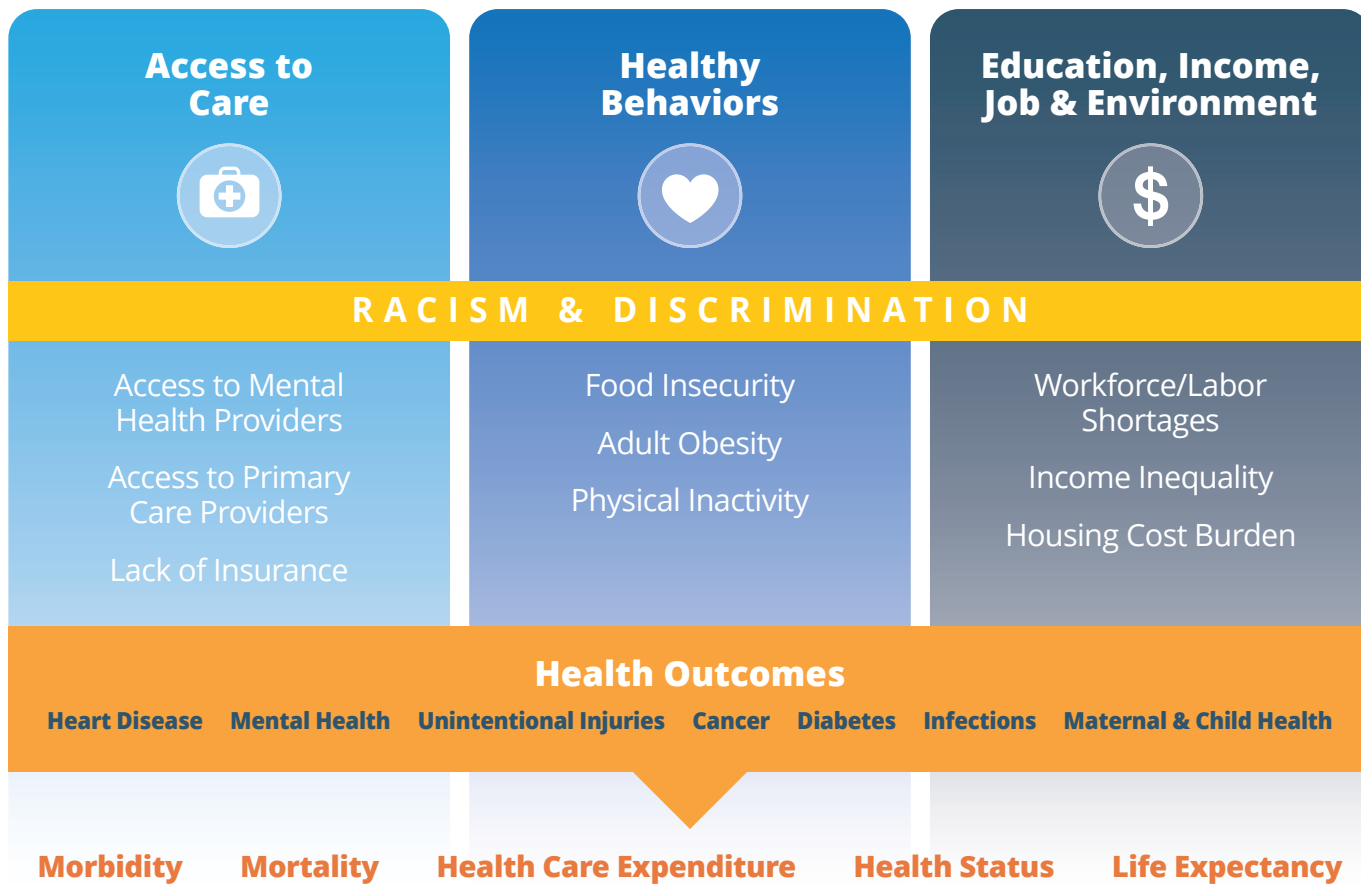 Access to
Care
Healthy
Behaviors
Education, Income,
Job & Environment
$
RACISM & DISCRIMINATION
Access to Mental
Health Providers
Access to Primary
Care Providers
Lack of Insurance
Food Insecurity
Adult Obesity
Physical Inactivity
Workforce/Labor
Shortages
Income Inequality
Housing Cost Burden
Health Outcomes
Heart Disease Mental Health Unintentional Injuries Cancer Diabetes Infections Maternal & Child Health
Morbidity Mortality Health Care Expenditure Health Status Life Expectancy